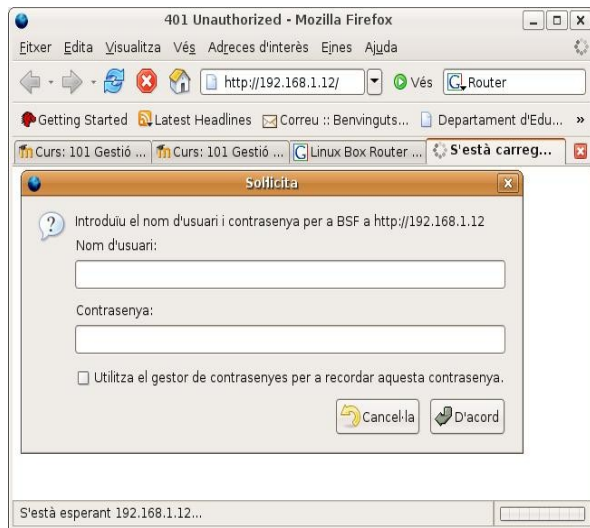 401 Unauthorized - Mozilla Firefox
Fitxer Edita Visualitza Vés Adreces d'interès Eines Ajuda
http://192.168.1.12/ Vés Router
Getting Started Latest Headlines Correu :: Benvinguts... Departament d'Edu... »
Curs: 101 Gestió ... Curs: 101 Gestió ... Linux Box Router ... S'està carreg...
Sol·licita
Introduïu el nom d'usuari i contrasenya per a BSF a http://192.168.1.12
Nom d'usuari:
Contrasenya:
Utilitza el gestor de contrasenyes per a recordar aquesta contrasenya.
Cancel·la D'acord
S'està esperant 192.168.1.12...